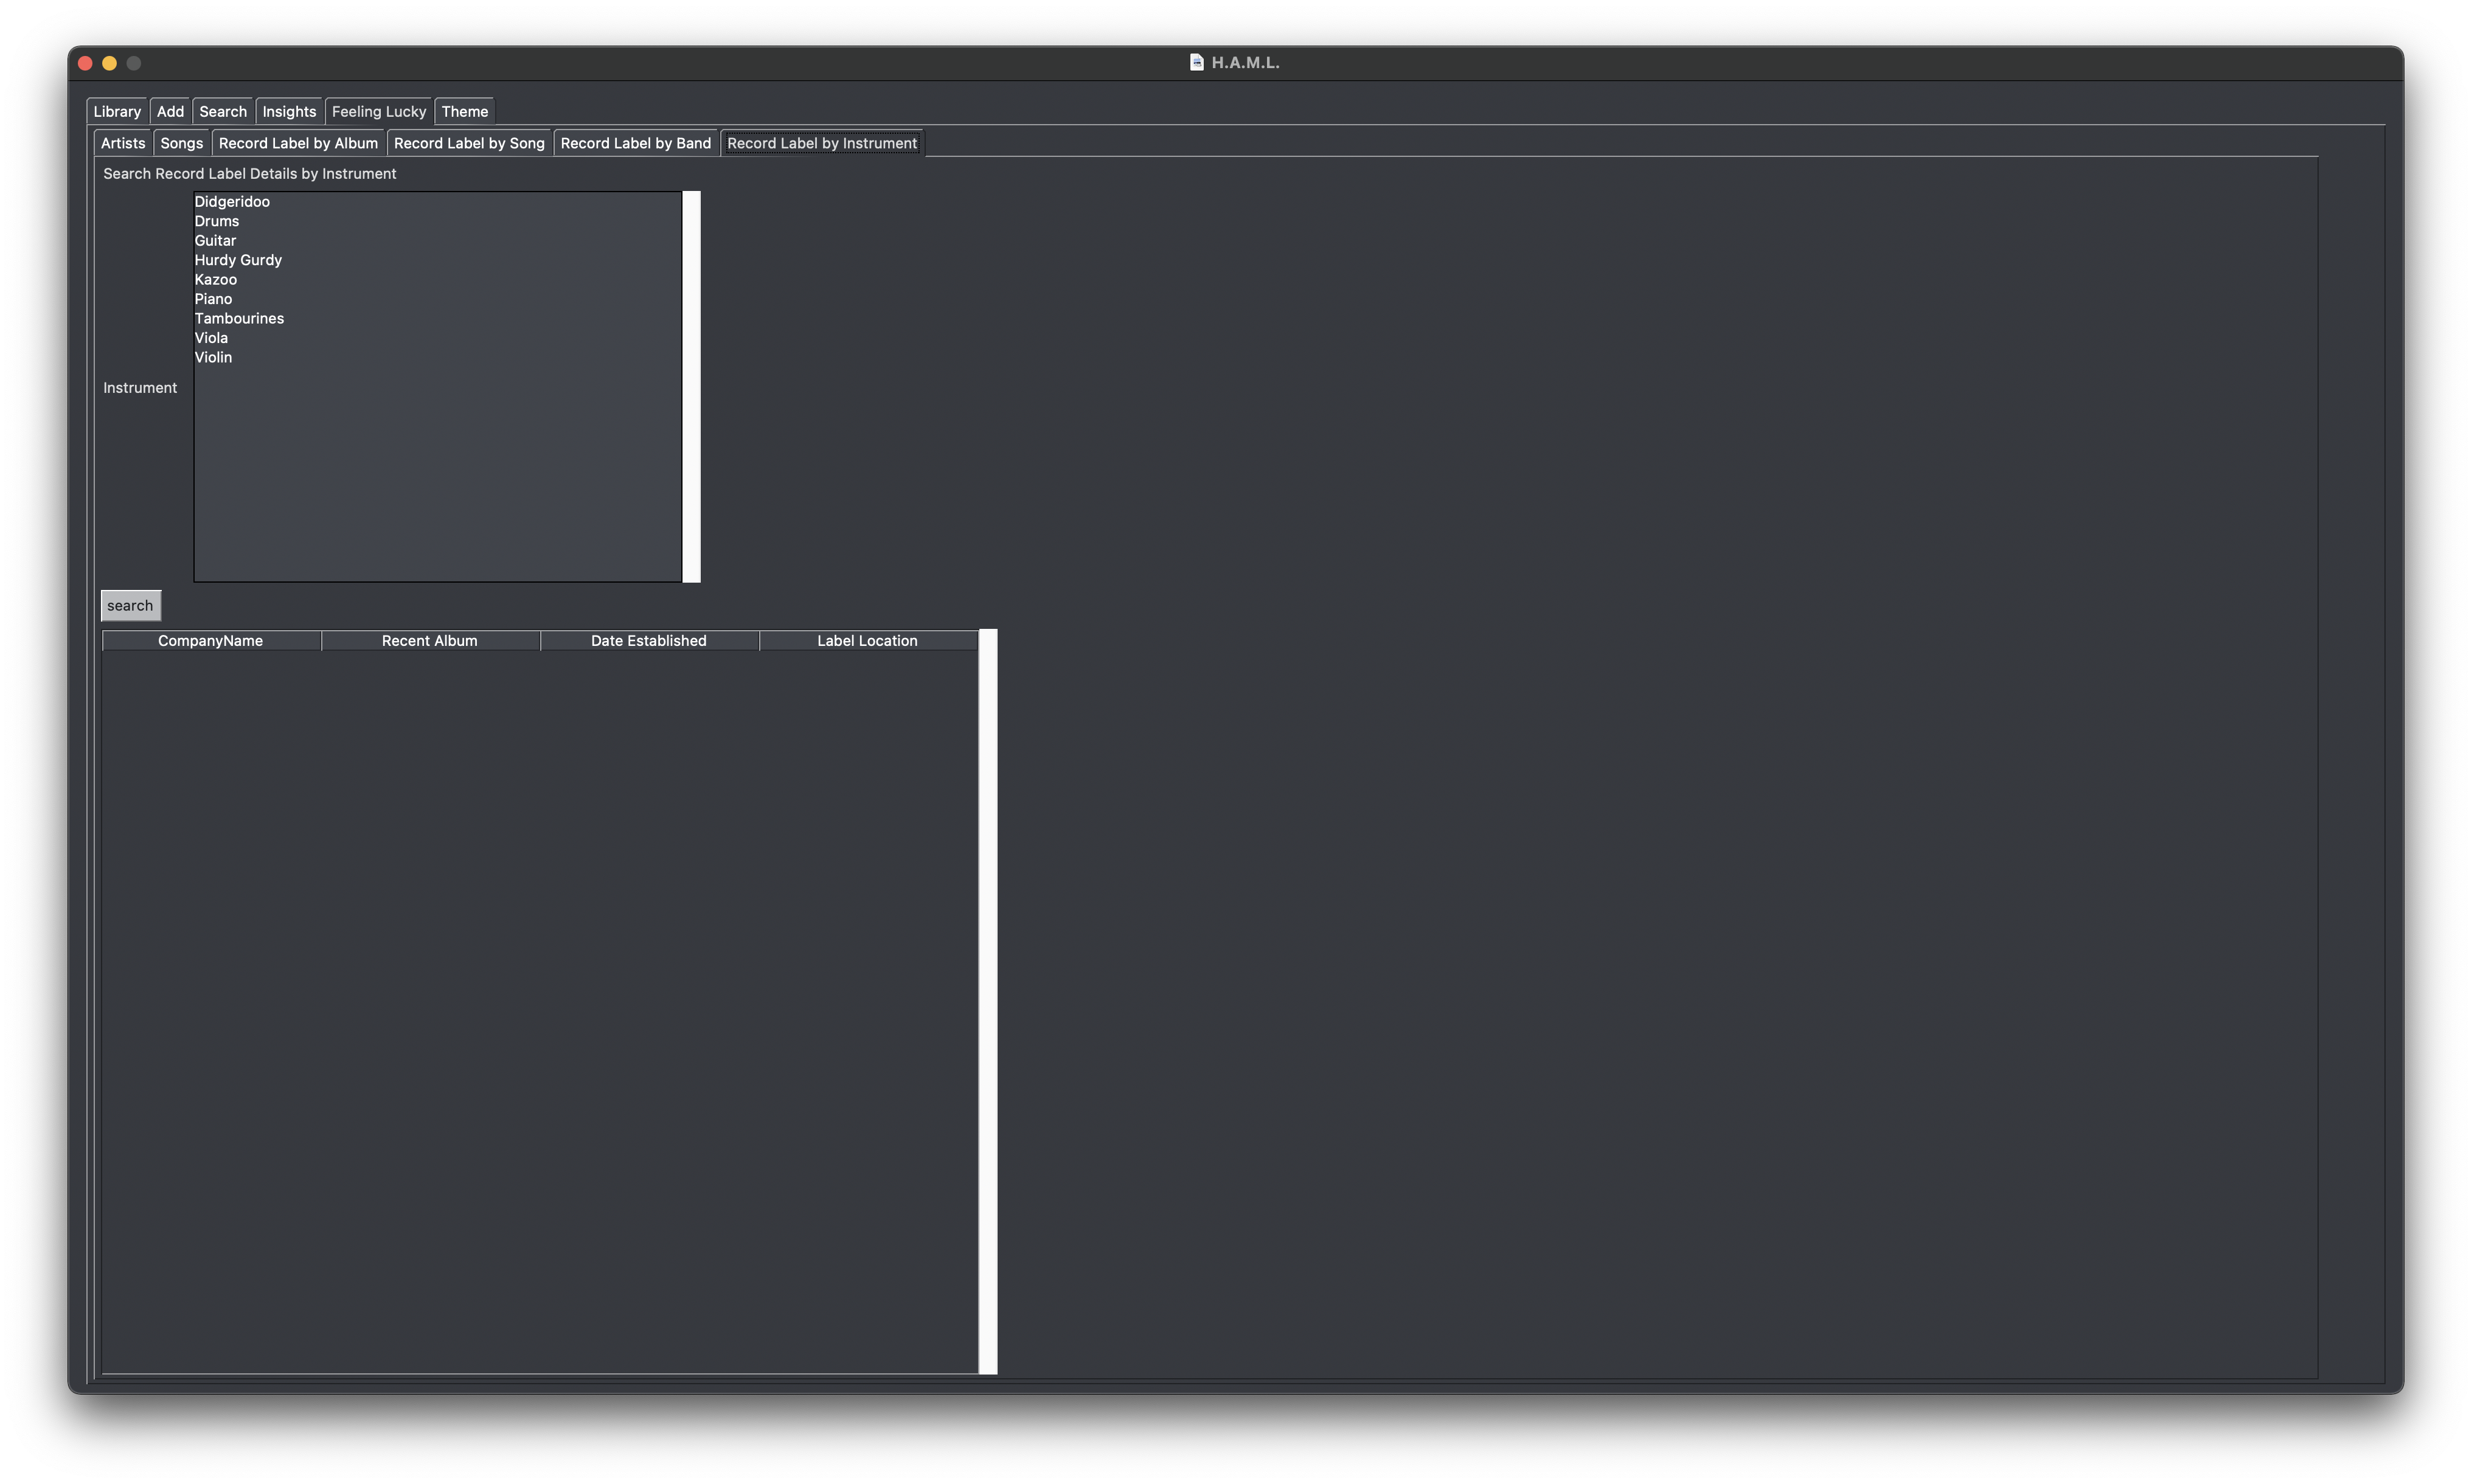 H.A.M.L.
Library Add Search Insights Feeling Lucky Theme
Artists Songs Record Label by Album Record Label by Song Record Label by Band Record Label by Instrument
Search Record Label Details by Instrument
Didgeridoo
Drums
Guitar
Hurdy Gurdy
Kazoo
Piano
Tambourines
Viola
Violin
Instrument
search
CompanyName Recent Album Date Established Label Location